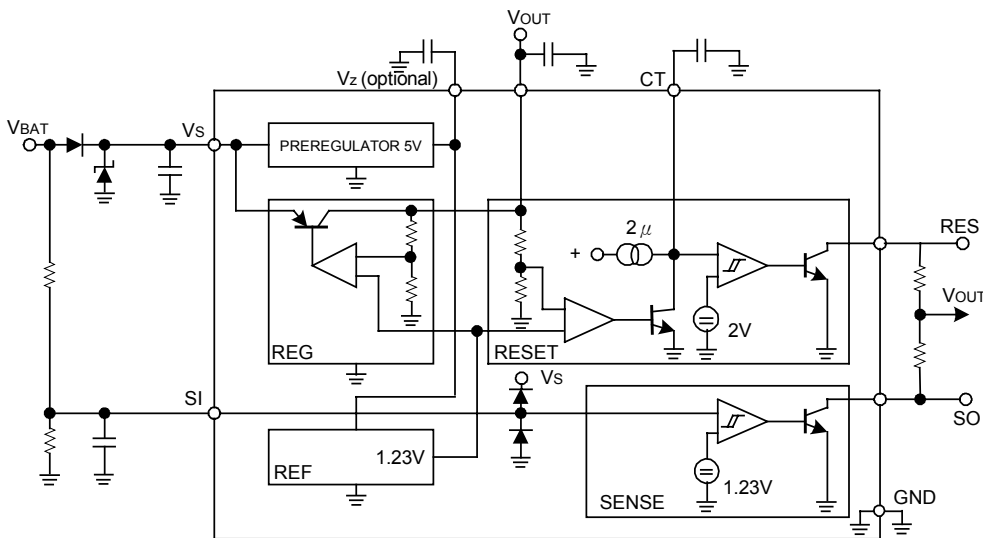 VOUT
VZ (optional)
CT
VBAT
VS
PREREGULATOR 5V
RES
2 μ
+
VOUT
2V
REG
RESET
VS
SI
SO
1.23V
REF
1.23V
SENSE
GND